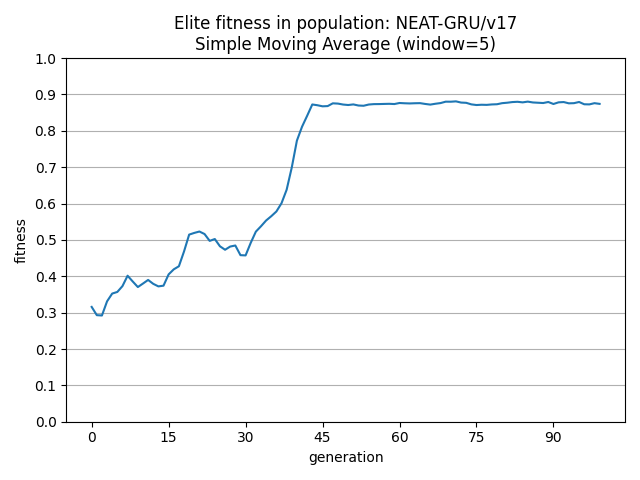 Elite fitness in population: NEAT-GRU/v17
Simple Moving Average (window=5)
1.0
0.9
0.8
0.7
0.6
0.5
0.4
0.3
0.2
0.1
0.0
fitness
0 15 30 45 60 75 90
generation